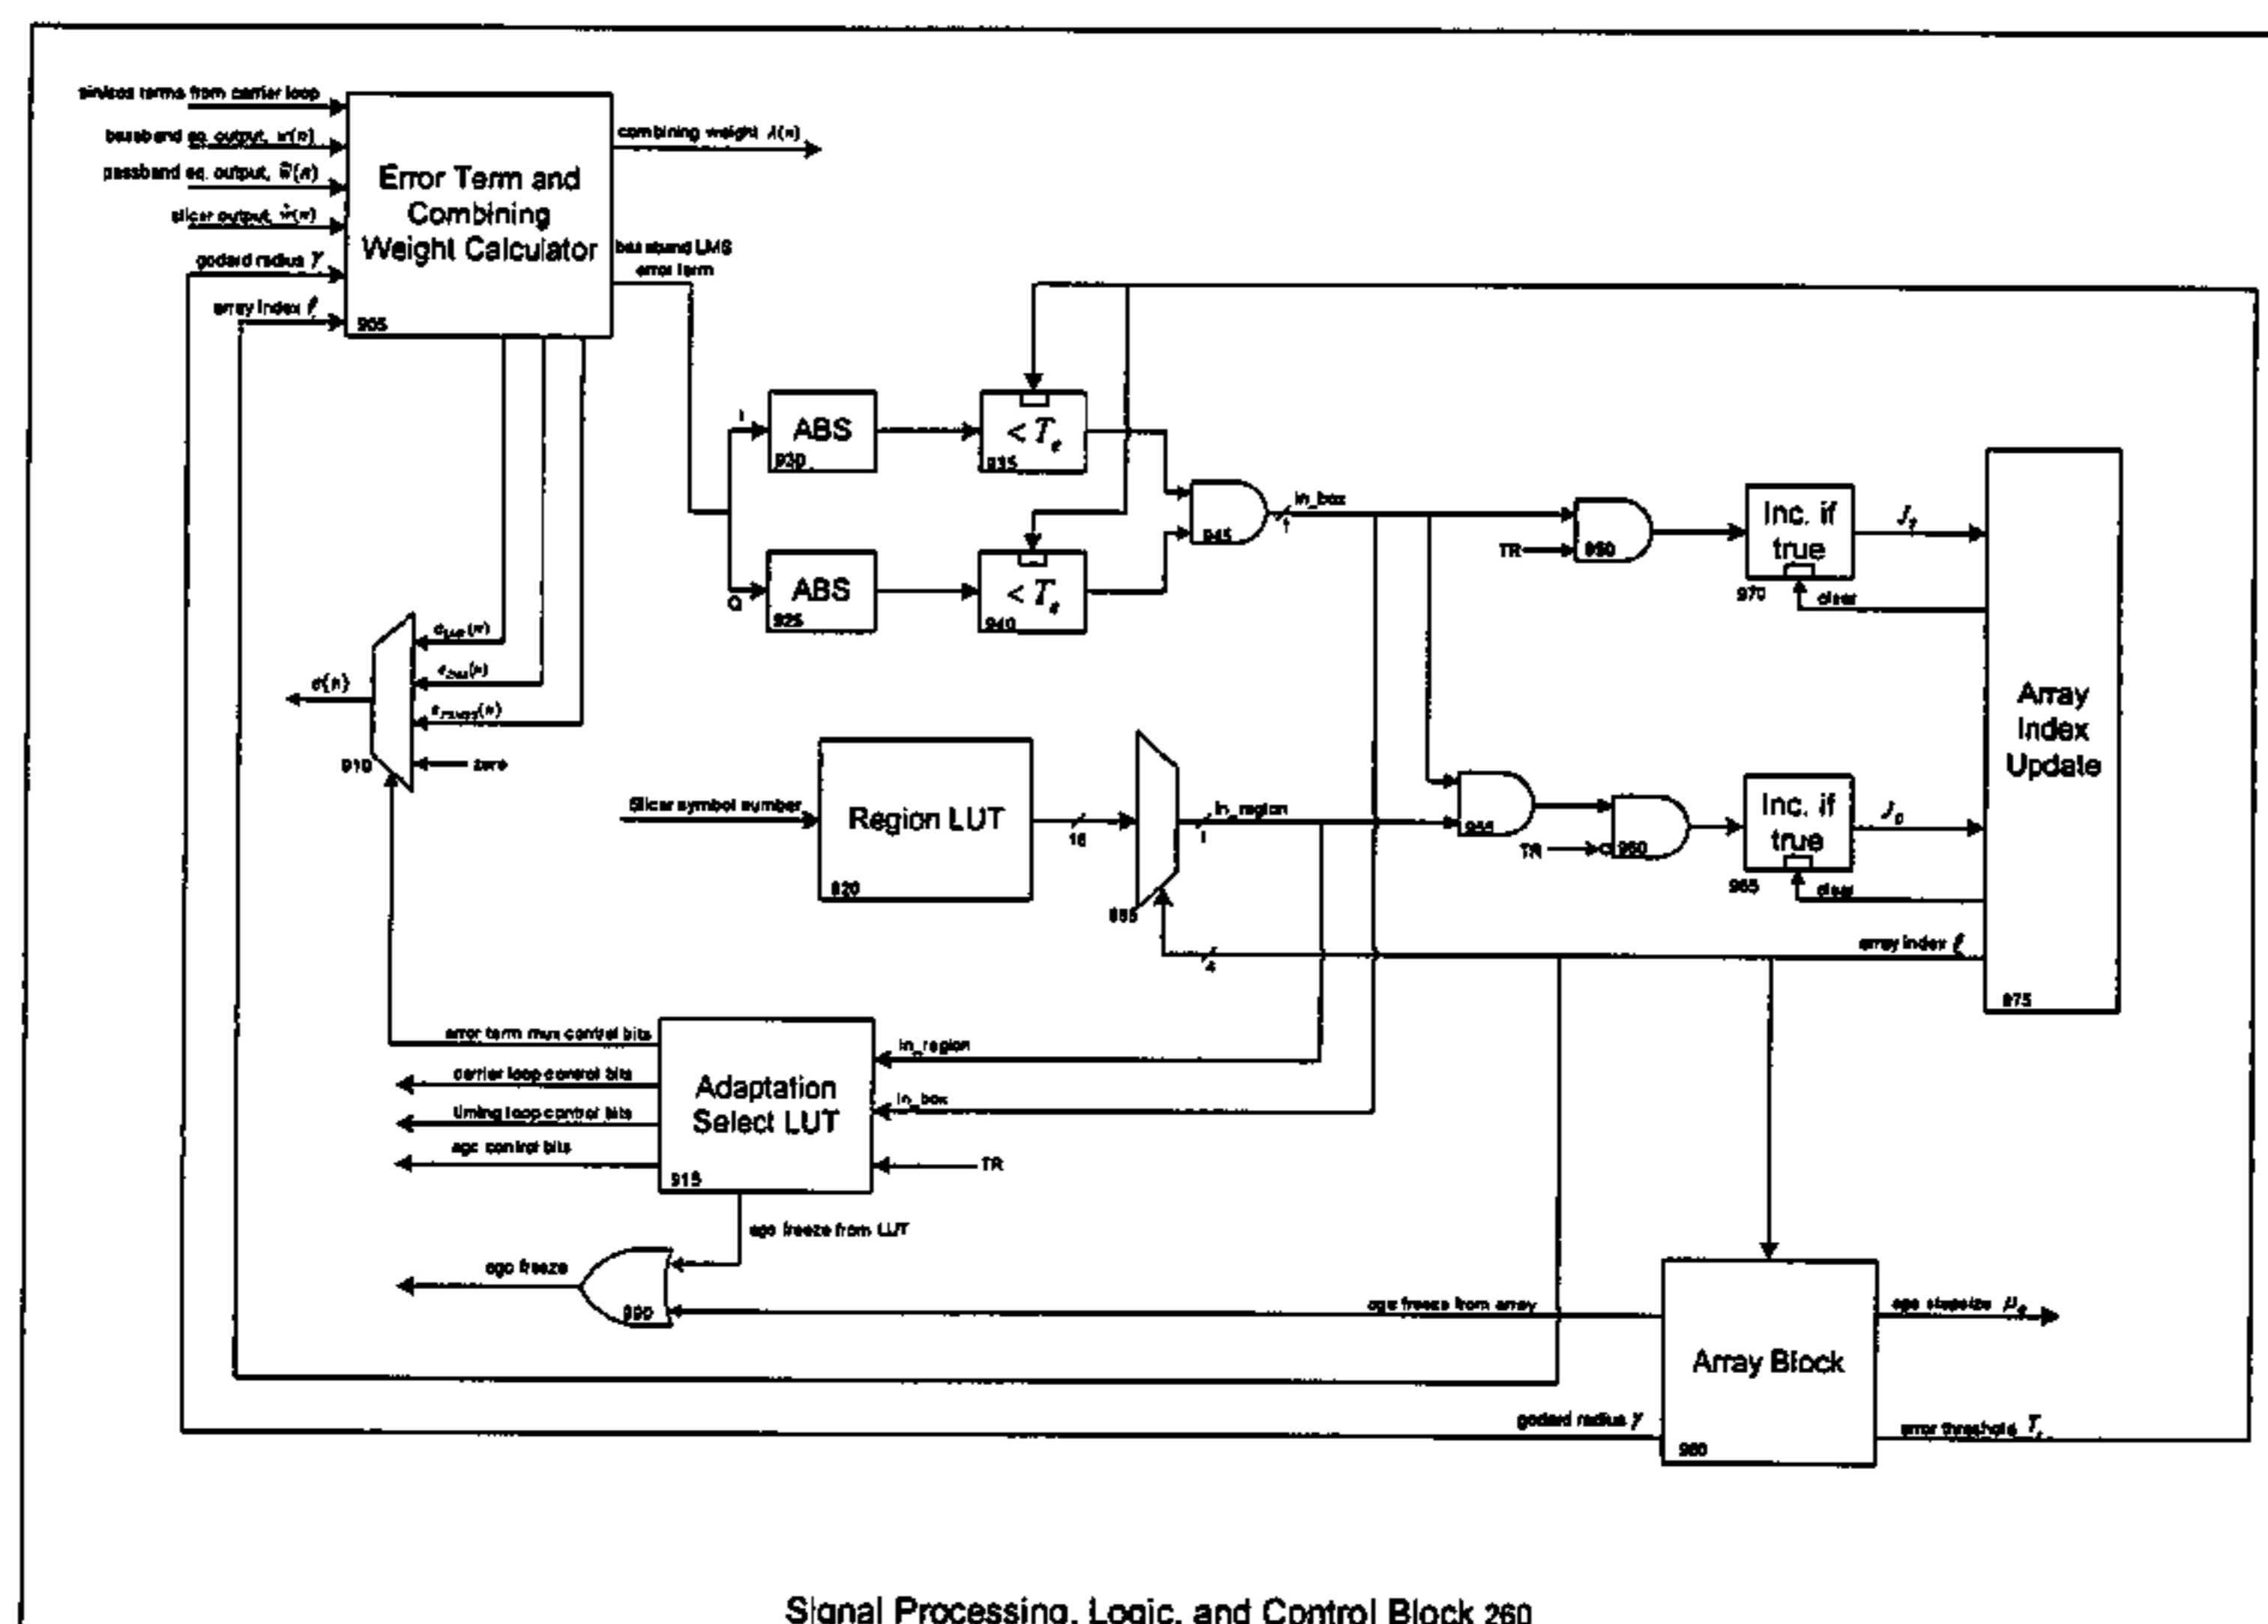 sin/cos terms from carrier loop
baseband eq. output, w(n)
passband eq. output, w̃(n)
slicer output, ŵ(n)
godard radius γ
array index ℓ
Error Term and
Combining
Weight Calculator
905
combining weight λ(n)
baseband LMS
error term
I
ABS
930
< Tₑ
935
945
in_box
1
TR
950
Inc. if
true
970
clear
Q
ABS
925
< Tₑ
940
e(n)
910
zero
Slicer symbol number
Region LUT
920
16
in_region
1
4
955
TR
960
Inc. if
true
965
clear
array index ℓ
Array
Index
Update
975
error term mux control bits
carrier loop control bits
timing loop control bits
agc control bits
Adaptation
Select LUT
915
in_region
in_box
TR
agc freeze from LUT
agc freeze
990
agc freeze from array
godard radius γ
Array Block
980
agc stepsize
error threshold Tₑ
Signal Processing, Logic, and Control Block 260